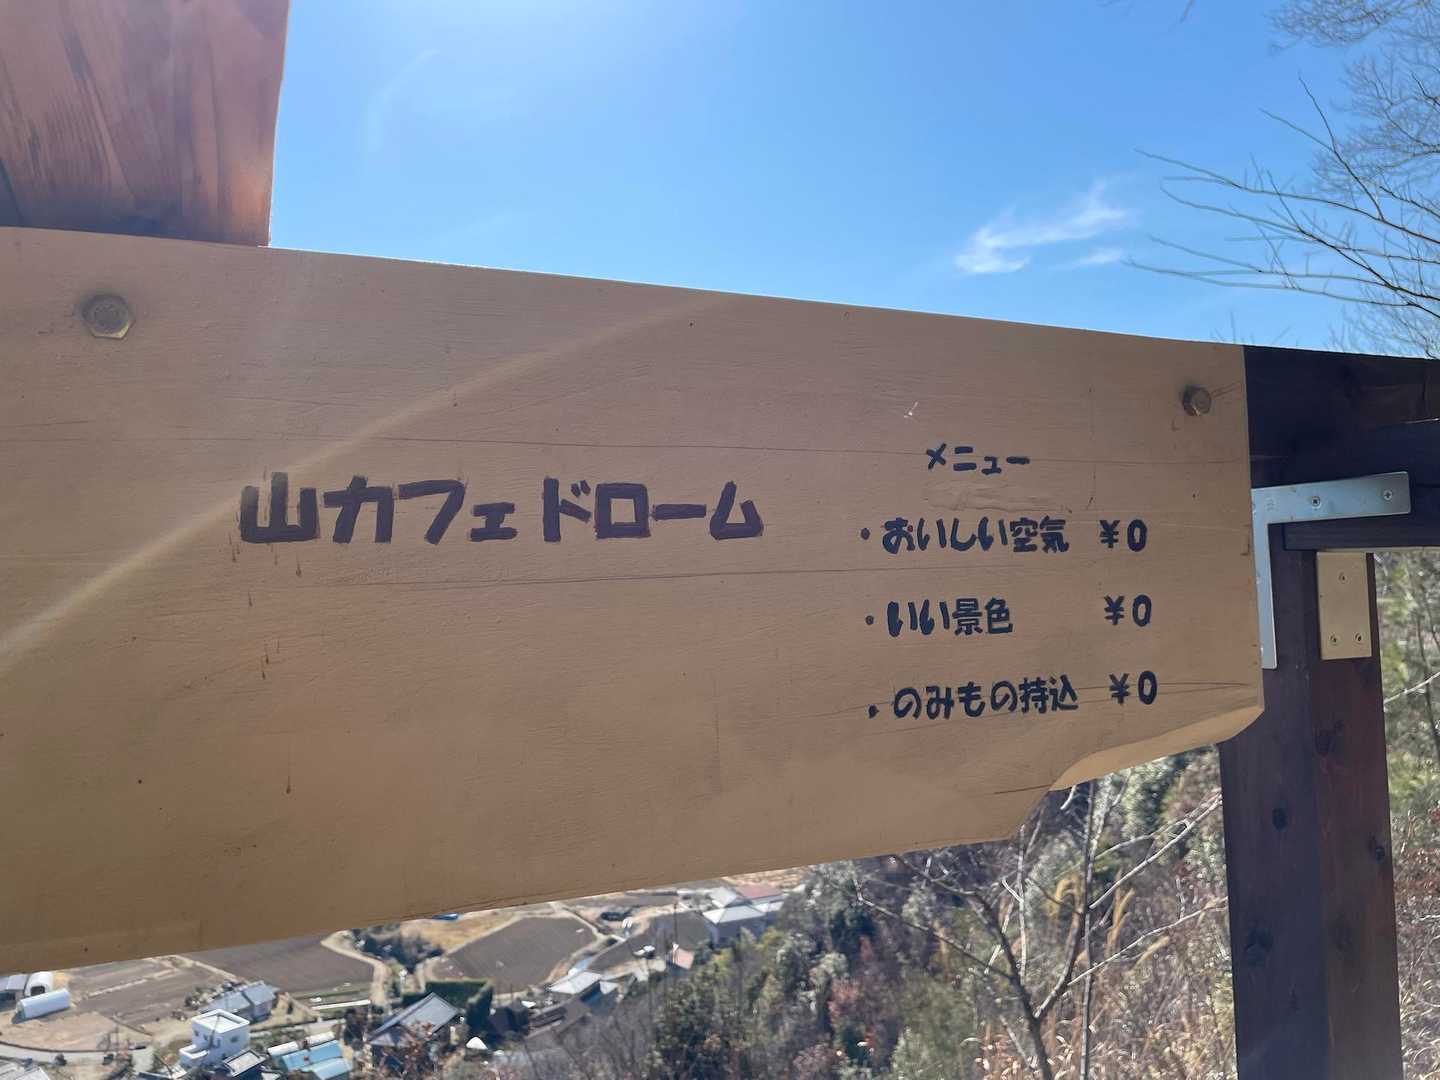 山カフェドローム
メニュー
・おいしい空気 ¥0
・いい景色 ¥0
・のみもの持込 ¥0